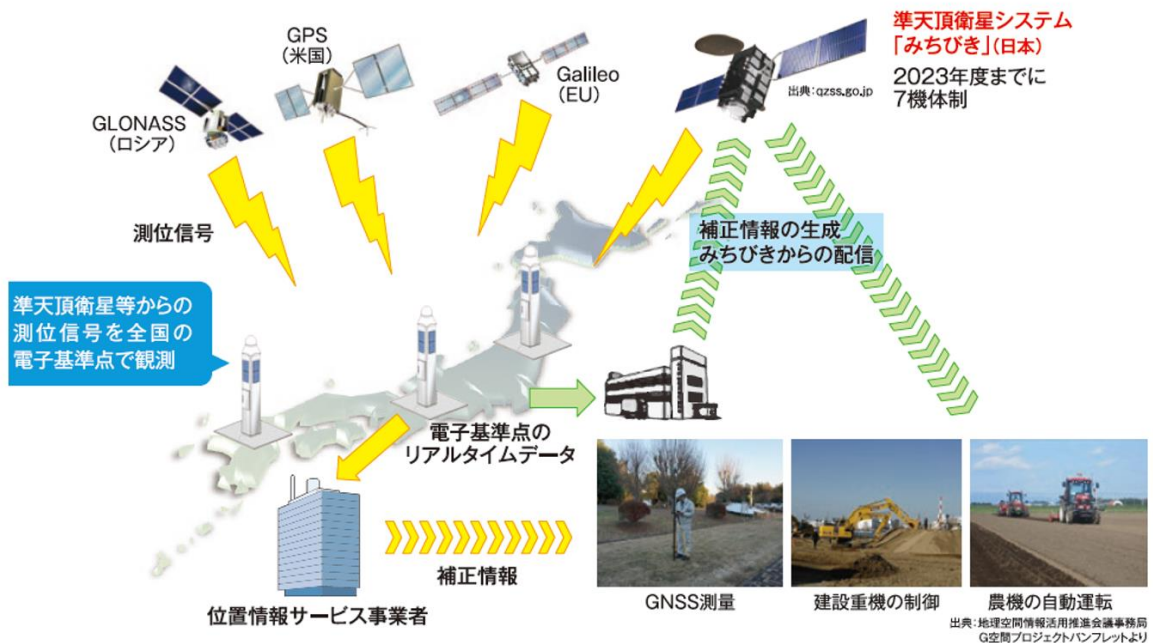 GLONASS
(ロシア)
GPS
(米国)
Galileo
(EU)
出典:qzss.go.jp
準天頂衛星システム
「みちびき」(日本)
2023年度までに
7機体制
測位信号
補正情報の生成
みちびきからの配信
準天頂衛星等からの
測位信号を全国の
電子基準点で観測
電子基準点の
リアルタイムデータ
補正情報
位置情報サービス事業者
GNSS測量
建設重機の制御
農機の自動運転
出典:地理空間情報活用推進会議事務局
G空間プロジェクトパンフレットより